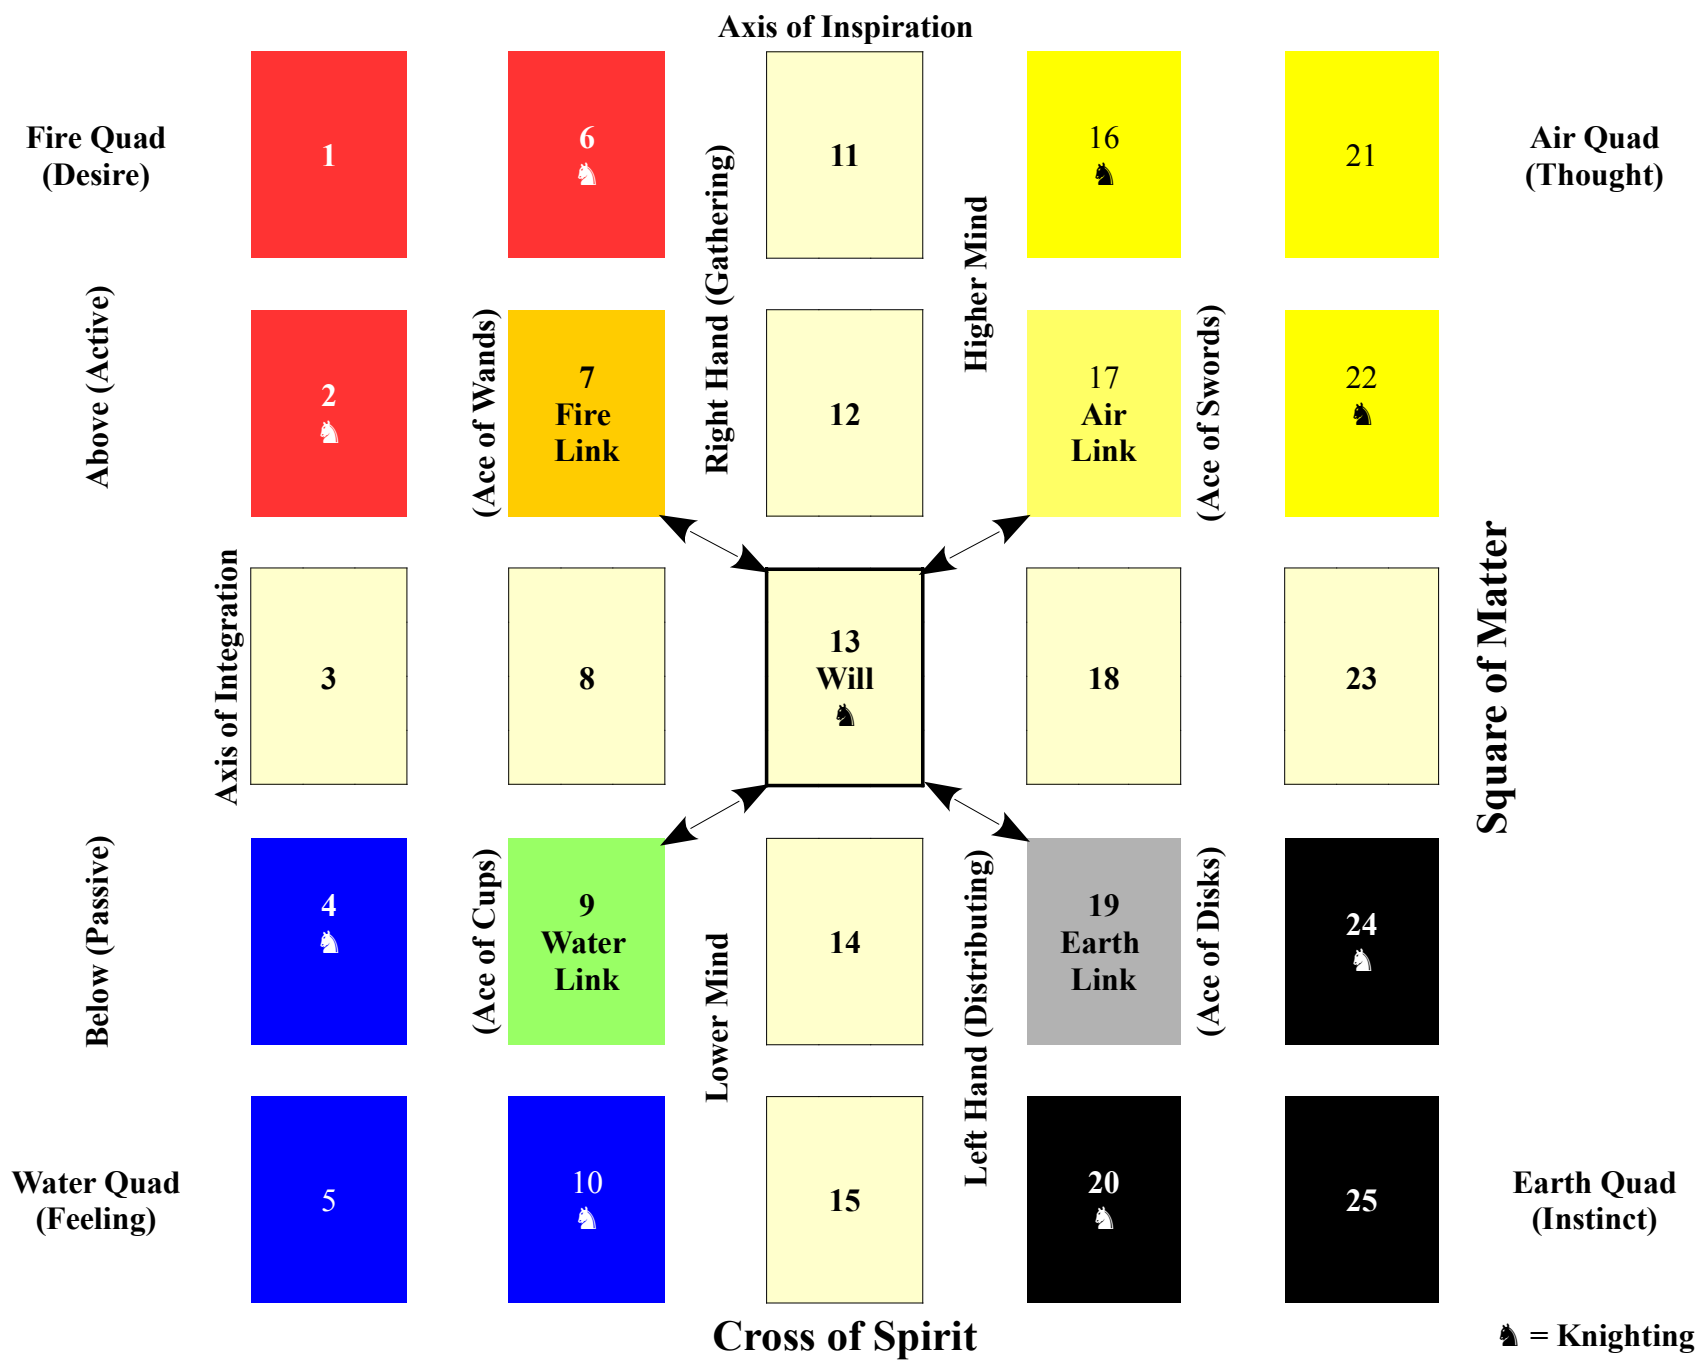 Axis of Inspiration
Fire Quad
(Desire)
1
6
♞
11
16
♞
21
Air Quad
(Thought)
Above (Active)
2
♞
(Ace of Wands)
7
Fire
Link
Right Hand (Gathering)
12
Higher Mind
17
Air
Link
(Ace of Swords)
22
♞
Axis of Integration
3
8
13
Will
♞
18
23
Square of Matter
Below (Passive)
4
♞
(Ace of Cups)
9
Water
Link
Lower Mind
14
Left Hand (Distributing)
19
Earth
Link
(Ace of Disks)
24
♞
Water Quad
(Feeling)
5
10
♞
15
20
♞
25
Earth Quad
(Instinct)
Cross of Spirit
♞ = Knighting